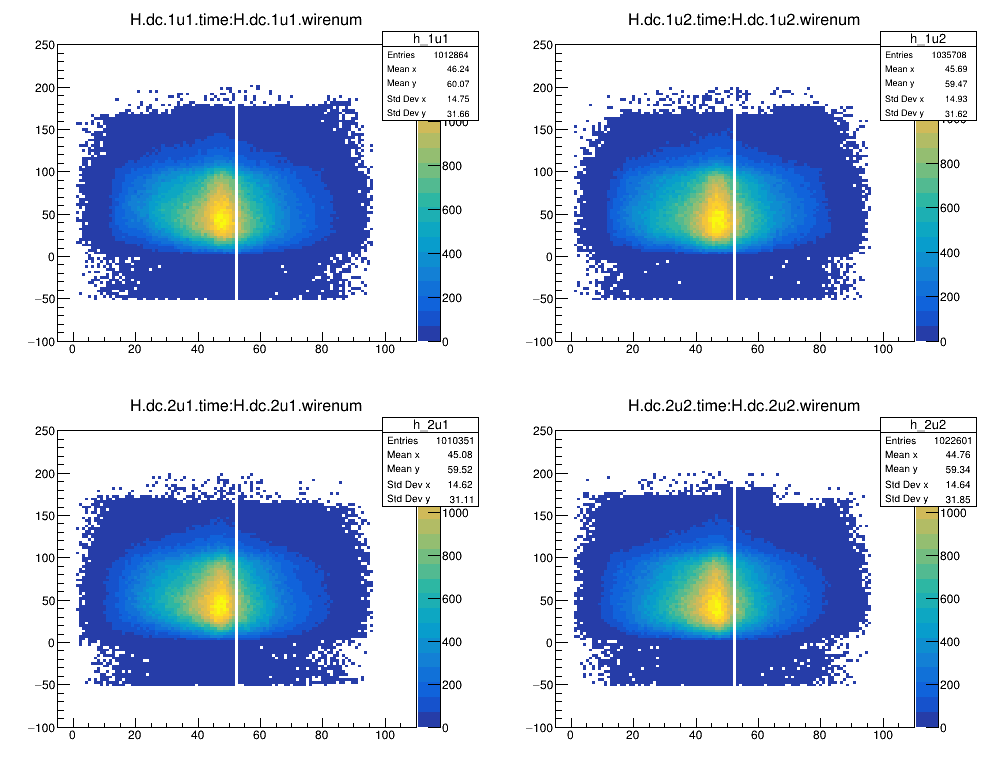 H.dc.1u1.time:H.dc.1u1.wirenum
h_1u1
Entries 1012864
Mean x 46.24
Mean y 60.07
Std Dev x 14.75
Std Dev y 31.66
250
200
150
100
50
0
−50
−100
0 20 40 60 80 100
1000
800
600
400
200
0
H.dc.1u2.time:H.dc.1u2.wirenum
h_1u2
Entries 1035708
Mean x 45.69
Mean y 59.47
Std Dev x 14.93
Std Dev y 31.62
250
200
150
100
50
0
−50
−100
0 20 40 60 80 100
1000
800
600
400
200
0
H.dc.2u1.time:H.dc.2u1.wirenum
h_2u1
Entries 1010351
Mean x 45.08
Mean y 59.52
Std Dev x 14.62
Std Dev y 31.11
250
200
150
100
50
0
−50
−100
0 20 40 60 80 100
1000
800
600
400
200
0
H.dc.2u2.time:H.dc.2u2.wirenum
h_2u2
Entries 1022601
Mean x 44.76
Mean y 59.34
Std Dev x 14.64
Std Dev y 31.85
250
200
150
100
50
0
−50
−100
0 20 40 60 80 100
1000
800
600
400
200
0